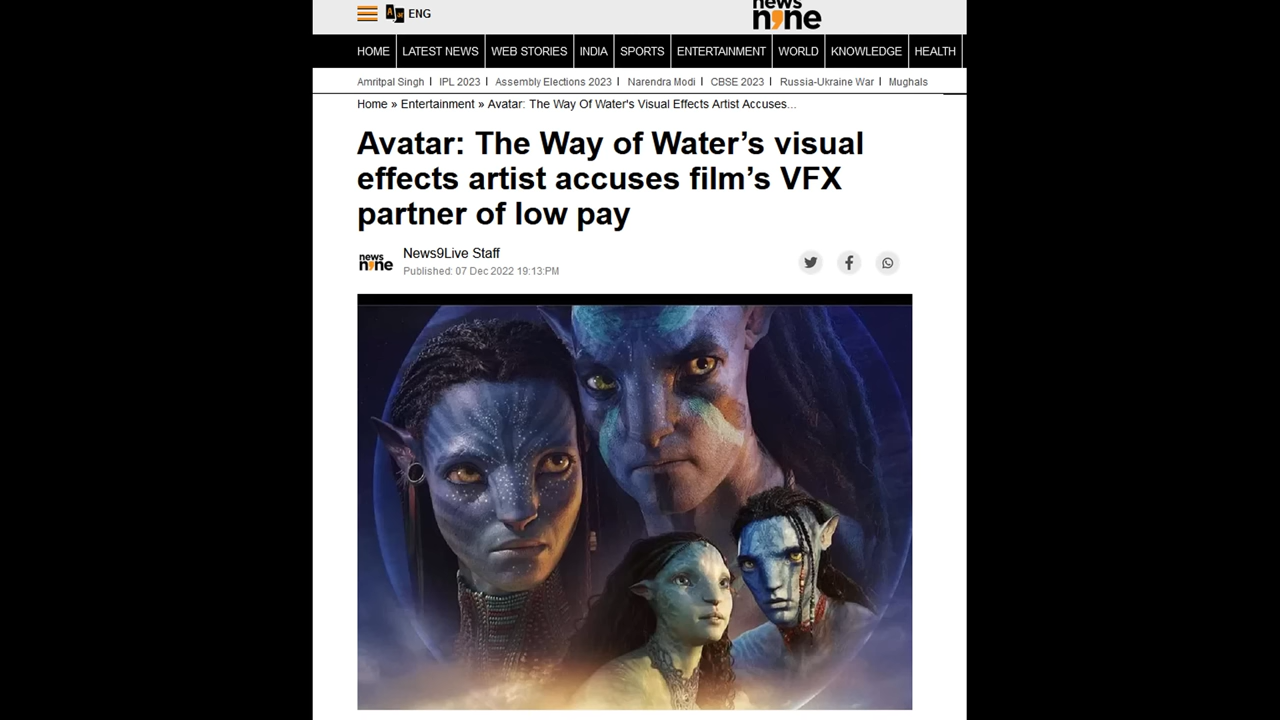 ENG
news
n9ne
HOME
LATEST NEWS
WEB STORIES
INDIA
SPORTS
ENTERTAINMENT
WORLD
KNOWLEDGE
HEALTH
Amritpal Singh
IPL 2023
Assembly Elections 2023
Narendra Modi
CBSE 2023
Russia-Ukraine War
Mughals
Home » Entertainment » Avatar: The Way Of Water's Visual Effects Artist Accuses...
Avatar: The Way of Water’s visual
effects artist accuses film’s VFX
partner of low pay
news
n9ne
News9Live Staff
Published: 07 Dec 2022 19:13:PM